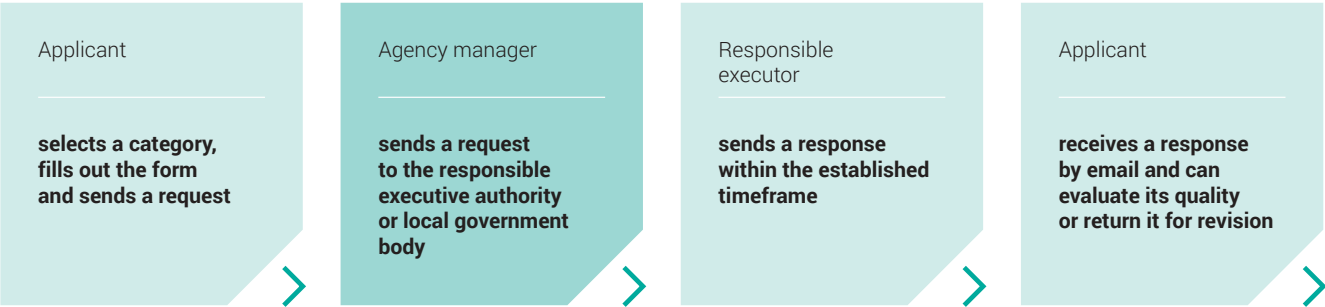 Applicant
selects a category,
fills out the form
and sends a request
Agency manager
sends a request
to the responsible
executive authority
or local government
body
Responsible
executor
sends a response
within the established
timeframe
Applicant
receives a response
by email and can
evaluate its quality
or return it for revision